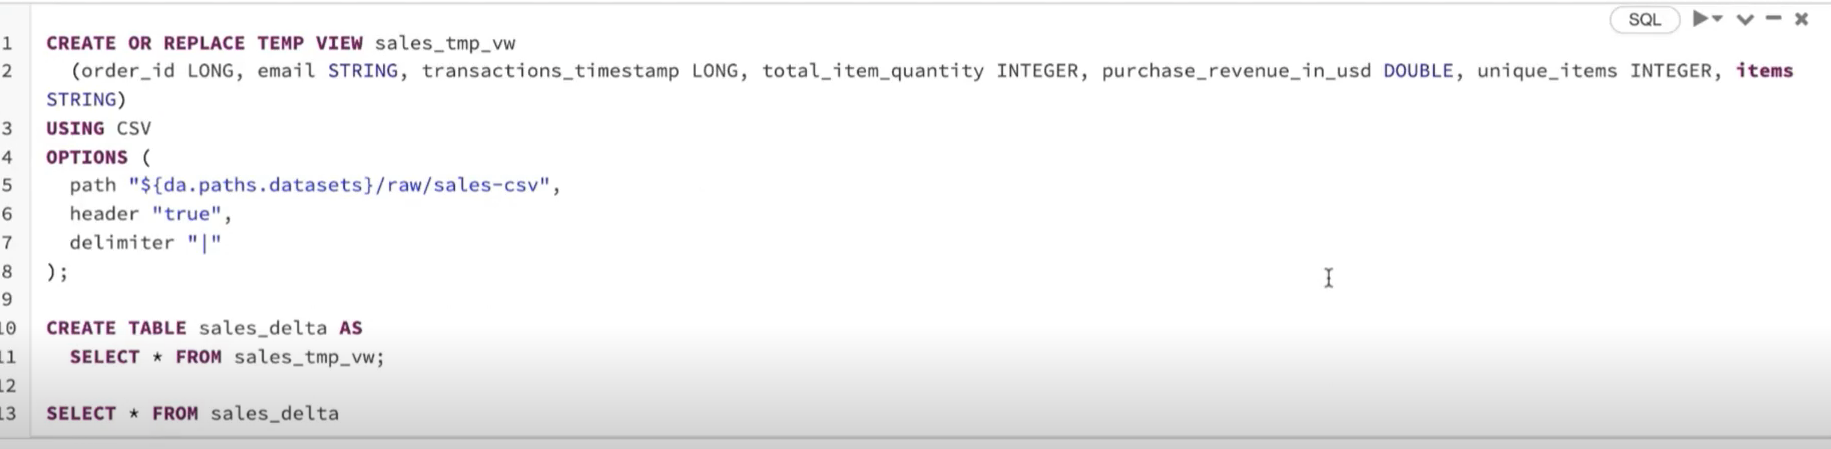 SQL
1 CREATE OR REPLACE TEMP VIEW sales_tmp_vw
2 (order_id LONG, email STRING, transactions_timestamp LONG, total_item_quantity INTEGER, purchase_revenue_in_usd DOUBLE, unique_items INTEGER, items
STRING)
3 USING CSV
4 OPTIONS (
5 path "${da.paths.datasets}/raw/sales-csv",
6 header "true",
7 delimiter "|"
8 );
9
10 CREATE TABLE sales_delta AS
11 SELECT * FROM sales_tmp_vw;
12
13 SELECT * FROM sales_delta